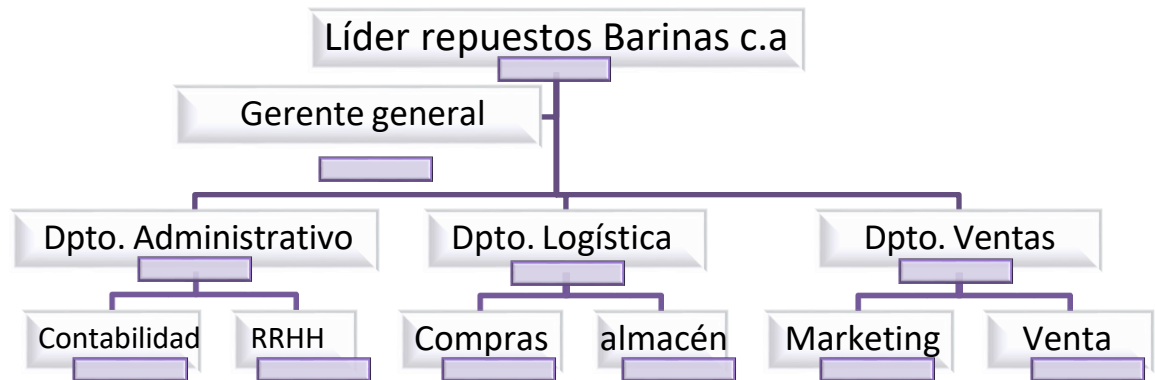 Líder repuestos Barinas c.a
Gerente general
Dpto. Administrativo
Dpto. Logística
Dpto. Ventas
Contabilidad
RRHH
Compras
almacén
Marketing
Venta